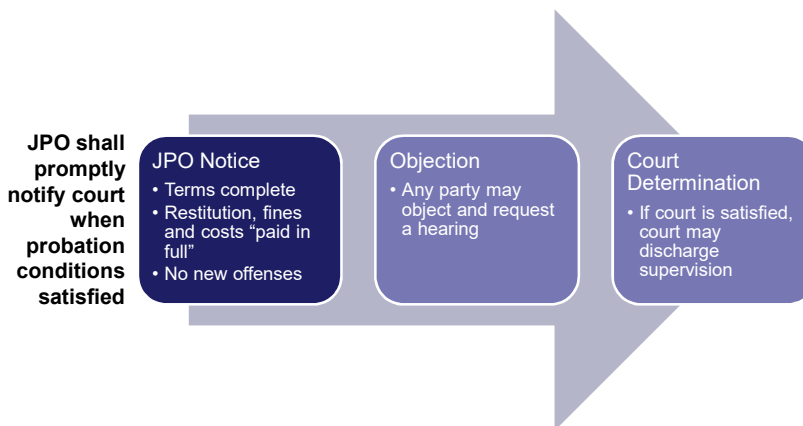 JPO shall
promptly
notify court
when
probation
conditions
satisfied
JPO Notice
• Terms complete
• Restitution, fines
and costs “paid in
full”
• No new offenses
Objection
• Any party may
object and request
a hearing
Court
Determination
• If court is satisfied,
court may
discharge
supervision